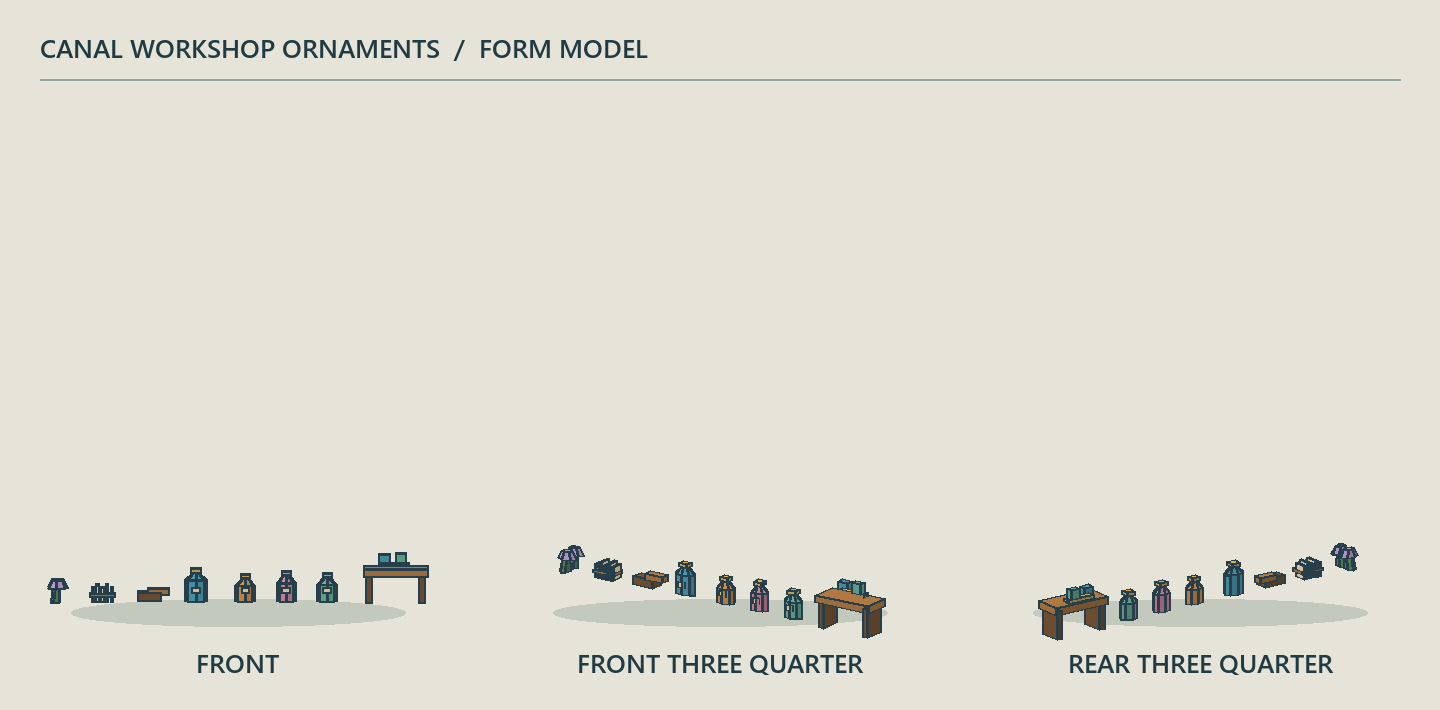 CANAL WORKSHOP ORNAMENTS / FORM MODEL
FRONT
FRONT THREE QUARTER
REAR THREE QUARTER